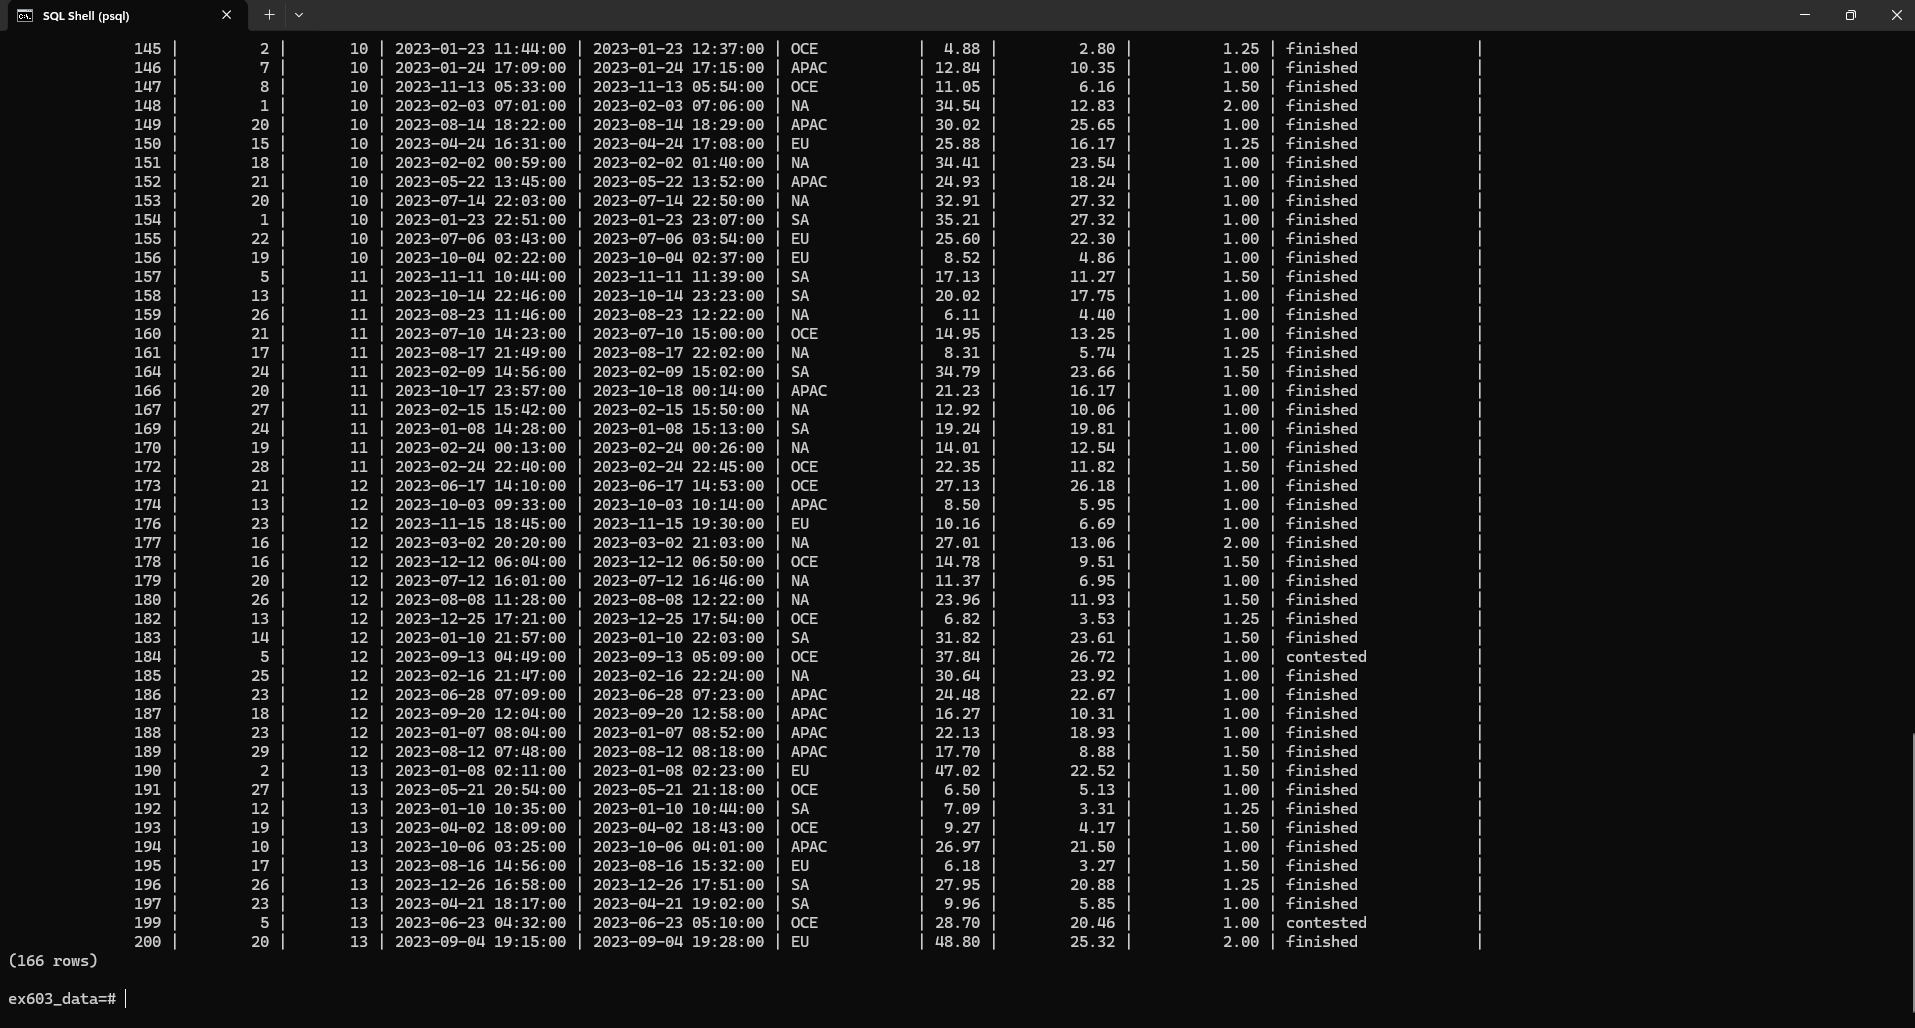 SQL Shell (psql)
145 | 2 | 10 | 2023-01-23 11:44:00 | 2023-01-23 12:37:00 | OCE | 4.88 | 2.80 | 1.25 | finished |
146 | 7 | 10 | 2023-01-24 17:09:00 | 2023-01-24 17:15:00 | APAC | 12.84 | 10.35 | 1.00 | finished |
147 | 8 | 10 | 2023-11-13 05:33:00 | 2023-11-13 05:54:00 | OCE | 11.05 | 6.16 | 1.50 | finished |
148 | 1 | 10 | 2023-02-03 07:01:00 | 2023-02-03 07:06:00 | NA | 34.54 | 12.83 | 2.00 | finished |
149 | 20 | 10 | 2023-08-14 18:22:00 | 2023-08-14 18:29:00 | APAC | 30.02 | 25.65 | 1.00 | finished |
150 | 15 | 10 | 2023-04-24 16:31:00 | 2023-04-24 17:08:00 | EU | 25.88 | 16.17 | 1.25 | finished |
151 | 18 | 10 | 2023-02-02 00:59:00 | 2023-02-02 01:40:00 | NA | 34.41 | 23.54 | 1.00 | finished |
152 | 21 | 10 | 2023-05-22 13:45:00 | 2023-05-22 13:52:00 | APAC | 24.93 | 18.24 | 1.00 | finished |
153 | 20 | 10 | 2023-07-14 22:03:00 | 2023-07-14 22:50:00 | NA | 32.91 | 27.32 | 1.00 | finished |
154 | 1 | 10 | 2023-01-23 22:51:00 | 2023-01-23 23:07:00 | SA | 35.21 | 27.32 | 1.00 | finished |
155 | 22 | 10 | 2023-07-06 03:43:00 | 2023-07-06 03:54:00 | EU | 25.60 | 22.30 | 1.00 | finished |
156 | 19 | 10 | 2023-10-04 02:22:00 | 2023-10-04 02:37:00 | EU | 8.52 | 4.86 | 1.00 | finished |
157 | 5 | 11 | 2023-11-11 10:44:00 | 2023-11-11 11:39:00 | SA | 17.13 | 11.27 | 1.50 | finished |
158 | 13 | 11 | 2023-10-14 22:46:00 | 2023-10-14 23:23:00 | SA | 20.02 | 17.75 | 1.00 | finished |
159 | 26 | 11 | 2023-08-23 11:46:00 | 2023-08-23 12:22:00 | NA | 6.11 | 4.40 | 1.00 | finished |
160 | 21 | 11 | 2023-07-10 14:23:00 | 2023-07-10 15:00:00 | OCE | 14.95 | 13.25 | 1.00 | finished |
161 | 17 | 11 | 2023-08-17 21:49:00 | 2023-08-17 22:02:00 | NA | 8.31 | 5.74 | 1.25 | finished |
164 | 24 | 11 | 2023-02-09 14:56:00 | 2023-02-09 15:02:00 | SA | 34.79 | 23.66 | 1.50 | finished |
166 | 20 | 11 | 2023-10-17 23:57:00 | 2023-10-18 00:14:00 | APAC | 21.23 | 16.17 | 1.00 | finished |
167 | 27 | 11 | 2023-02-15 15:42:00 | 2023-02-15 15:50:00 | NA | 12.92 | 10.06 | 1.00 | finished |
169 | 24 | 11 | 2023-01-08 14:28:00 | 2023-01-08 15:13:00 | SA | 19.24 | 19.81 | 1.00 | finished |
170 | 19 | 11 | 2023-02-24 00:13:00 | 2023-02-24 00:26:00 | NA | 14.01 | 12.54 | 1.00 | finished |
172 | 28 | 11 | 2023-02-24 22:40:00 | 2023-02-24 22:45:00 | OCE | 22.35 | 11.82 | 1.50 | finished |
173 | 21 | 12 | 2023-06-17 14:10:00 | 2023-06-17 14:53:00 | OCE | 27.13 | 26.18 | 1.00 | finished |
174 | 13 | 12 | 2023-10-03 09:33:00 | 2023-10-03 10:14:00 | APAC | 8.50 | 5.95 | 1.00 | finished |
176 | 23 | 12 | 2023-11-15 18:45:00 | 2023-11-15 19:30:00 | EU | 10.16 | 6.69 | 1.00 | finished |
177 | 16 | 12 | 2023-03-02 20:20:00 | 2023-03-02 21:03:00 | NA | 27.01 | 13.06 | 2.00 | finished |
178 | 16 | 12 | 2023-12-12 06:04:00 | 2023-12-12 06:50:00 | OCE | 14.78 | 9.51 | 1.50 | finished |
179 | 20 | 12 | 2023-07-12 16:01:00 | 2023-07-12 16:46:00 | NA | 11.37 | 6.95 | 1.00 | finished |
180 | 26 | 12 | 2023-08-08 11:28:00 | 2023-08-08 12:22:00 | NA | 23.96 | 11.93 | 1.50 | finished |
182 | 13 | 12 | 2023-12-25 17:21:00 | 2023-12-25 17:54:00 | OCE | 6.82 | 3.53 | 1.25 | finished |
183 | 14 | 12 | 2023-01-10 21:57:00 | 2023-01-10 22:03:00 | SA | 31.82 | 23.61 | 1.50 | finished |
184 | 5 | 12 | 2023-09-13 04:49:00 | 2023-09-13 05:09:00 | OCE | 37.84 | 26.72 | 1.00 | contested |
185 | 25 | 12 | 2023-02-16 21:47:00 | 2023-02-16 22:24:00 | NA | 30.64 | 23.92 | 1.00 | finished |
186 | 23 | 12 | 2023-06-28 07:09:00 | 2023-06-28 07:23:00 | APAC | 24.48 | 22.67 | 1.00 | finished |
187 | 18 | 12 | 2023-09-20 12:04:00 | 2023-09-20 12:58:00 | APAC | 16.27 | 10.31 | 1.00 | finished |
188 | 23 | 12 | 2023-01-07 08:04:00 | 2023-01-07 08:52:00 | APAC | 22.13 | 18.93 | 1.00 | finished |
189 | 29 | 12 | 2023-08-12 07:48:00 | 2023-08-12 08:18:00 | APAC | 17.70 | 8.88 | 1.50 | finished |
190 | 2 | 13 | 2023-01-08 02:11:00 | 2023-01-08 02:23:00 | EU | 47.02 | 22.52 | 1.50 | finished |
191 | 27 | 13 | 2023-05-21 20:54:00 | 2023-05-21 21:18:00 | OCE | 6.50 | 5.13 | 1.00 | finished |
192 | 12 | 13 | 2023-01-10 10:35:00 | 2023-01-10 10:44:00 | SA | 7.09 | 3.31 | 1.25 | finished |
193 | 19 | 13 | 2023-04-02 18:09:00 | 2023-04-02 18:43:00 | OCE | 9.27 | 4.17 | 1.50 | finished |
194 | 10 | 13 | 2023-10-06 03:25:00 | 2023-10-06 04:01:00 | APAC | 26.97 | 21.50 | 1.00 | finished |
195 | 17 | 13 | 2023-08-16 14:56:00 | 2023-08-16 15:32:00 | EU | 6.18 | 3.27 | 1.50 | finished |
196 | 26 | 13 | 2023-12-26 16:58:00 | 2023-12-26 17:51:00 | SA | 27.95 | 20.88 | 1.25 | finished |
197 | 23 | 13 | 2023-04-21 18:17:00 | 2023-04-21 19:02:00 | SA | 9.96 | 5.85 | 1.00 | finished |
199 | 5 | 13 | 2023-06-23 04:32:00 | 2023-06-23 05:10:00 | OCE | 28.70 | 20.46 | 1.00 | contested |
200 | 20 | 13 | 2023-09-04 19:15:00 | 2023-09-04 19:28:00 | EU | 48.80 | 25.32 | 2.00 | finished |
(166 rows)
ex603_data=#